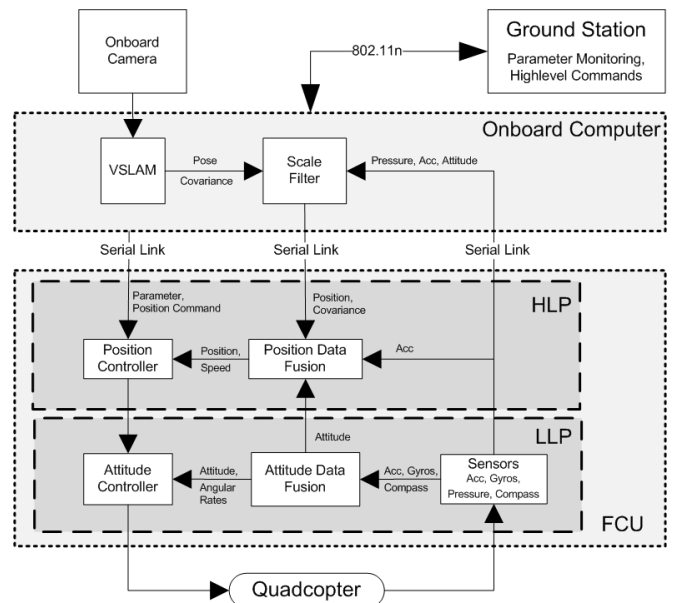 Onboard
Camera
802.11n
Ground Station
Parameter Monitoring,
Highlevel Commands
Onboard Computer
VSLAM
Pose
Covariance
Scale
Filter
Pressure, Acc, Attitude
Serial Link
Serial Link
Serial Link
Parameter,
Position Command
Position,
Covariance
HLP
Position
Controller
Position,
Speed
Position Data
Fusion
Acc
Attitude
LLP
Attitude
Controller
Attitude,
Angular
Rates
Attitude Data
Fusion
Acc, Gyros,
Compass
Sensors
Acc, Gyros,
Pressure, Compass
FCU
Quadcopter